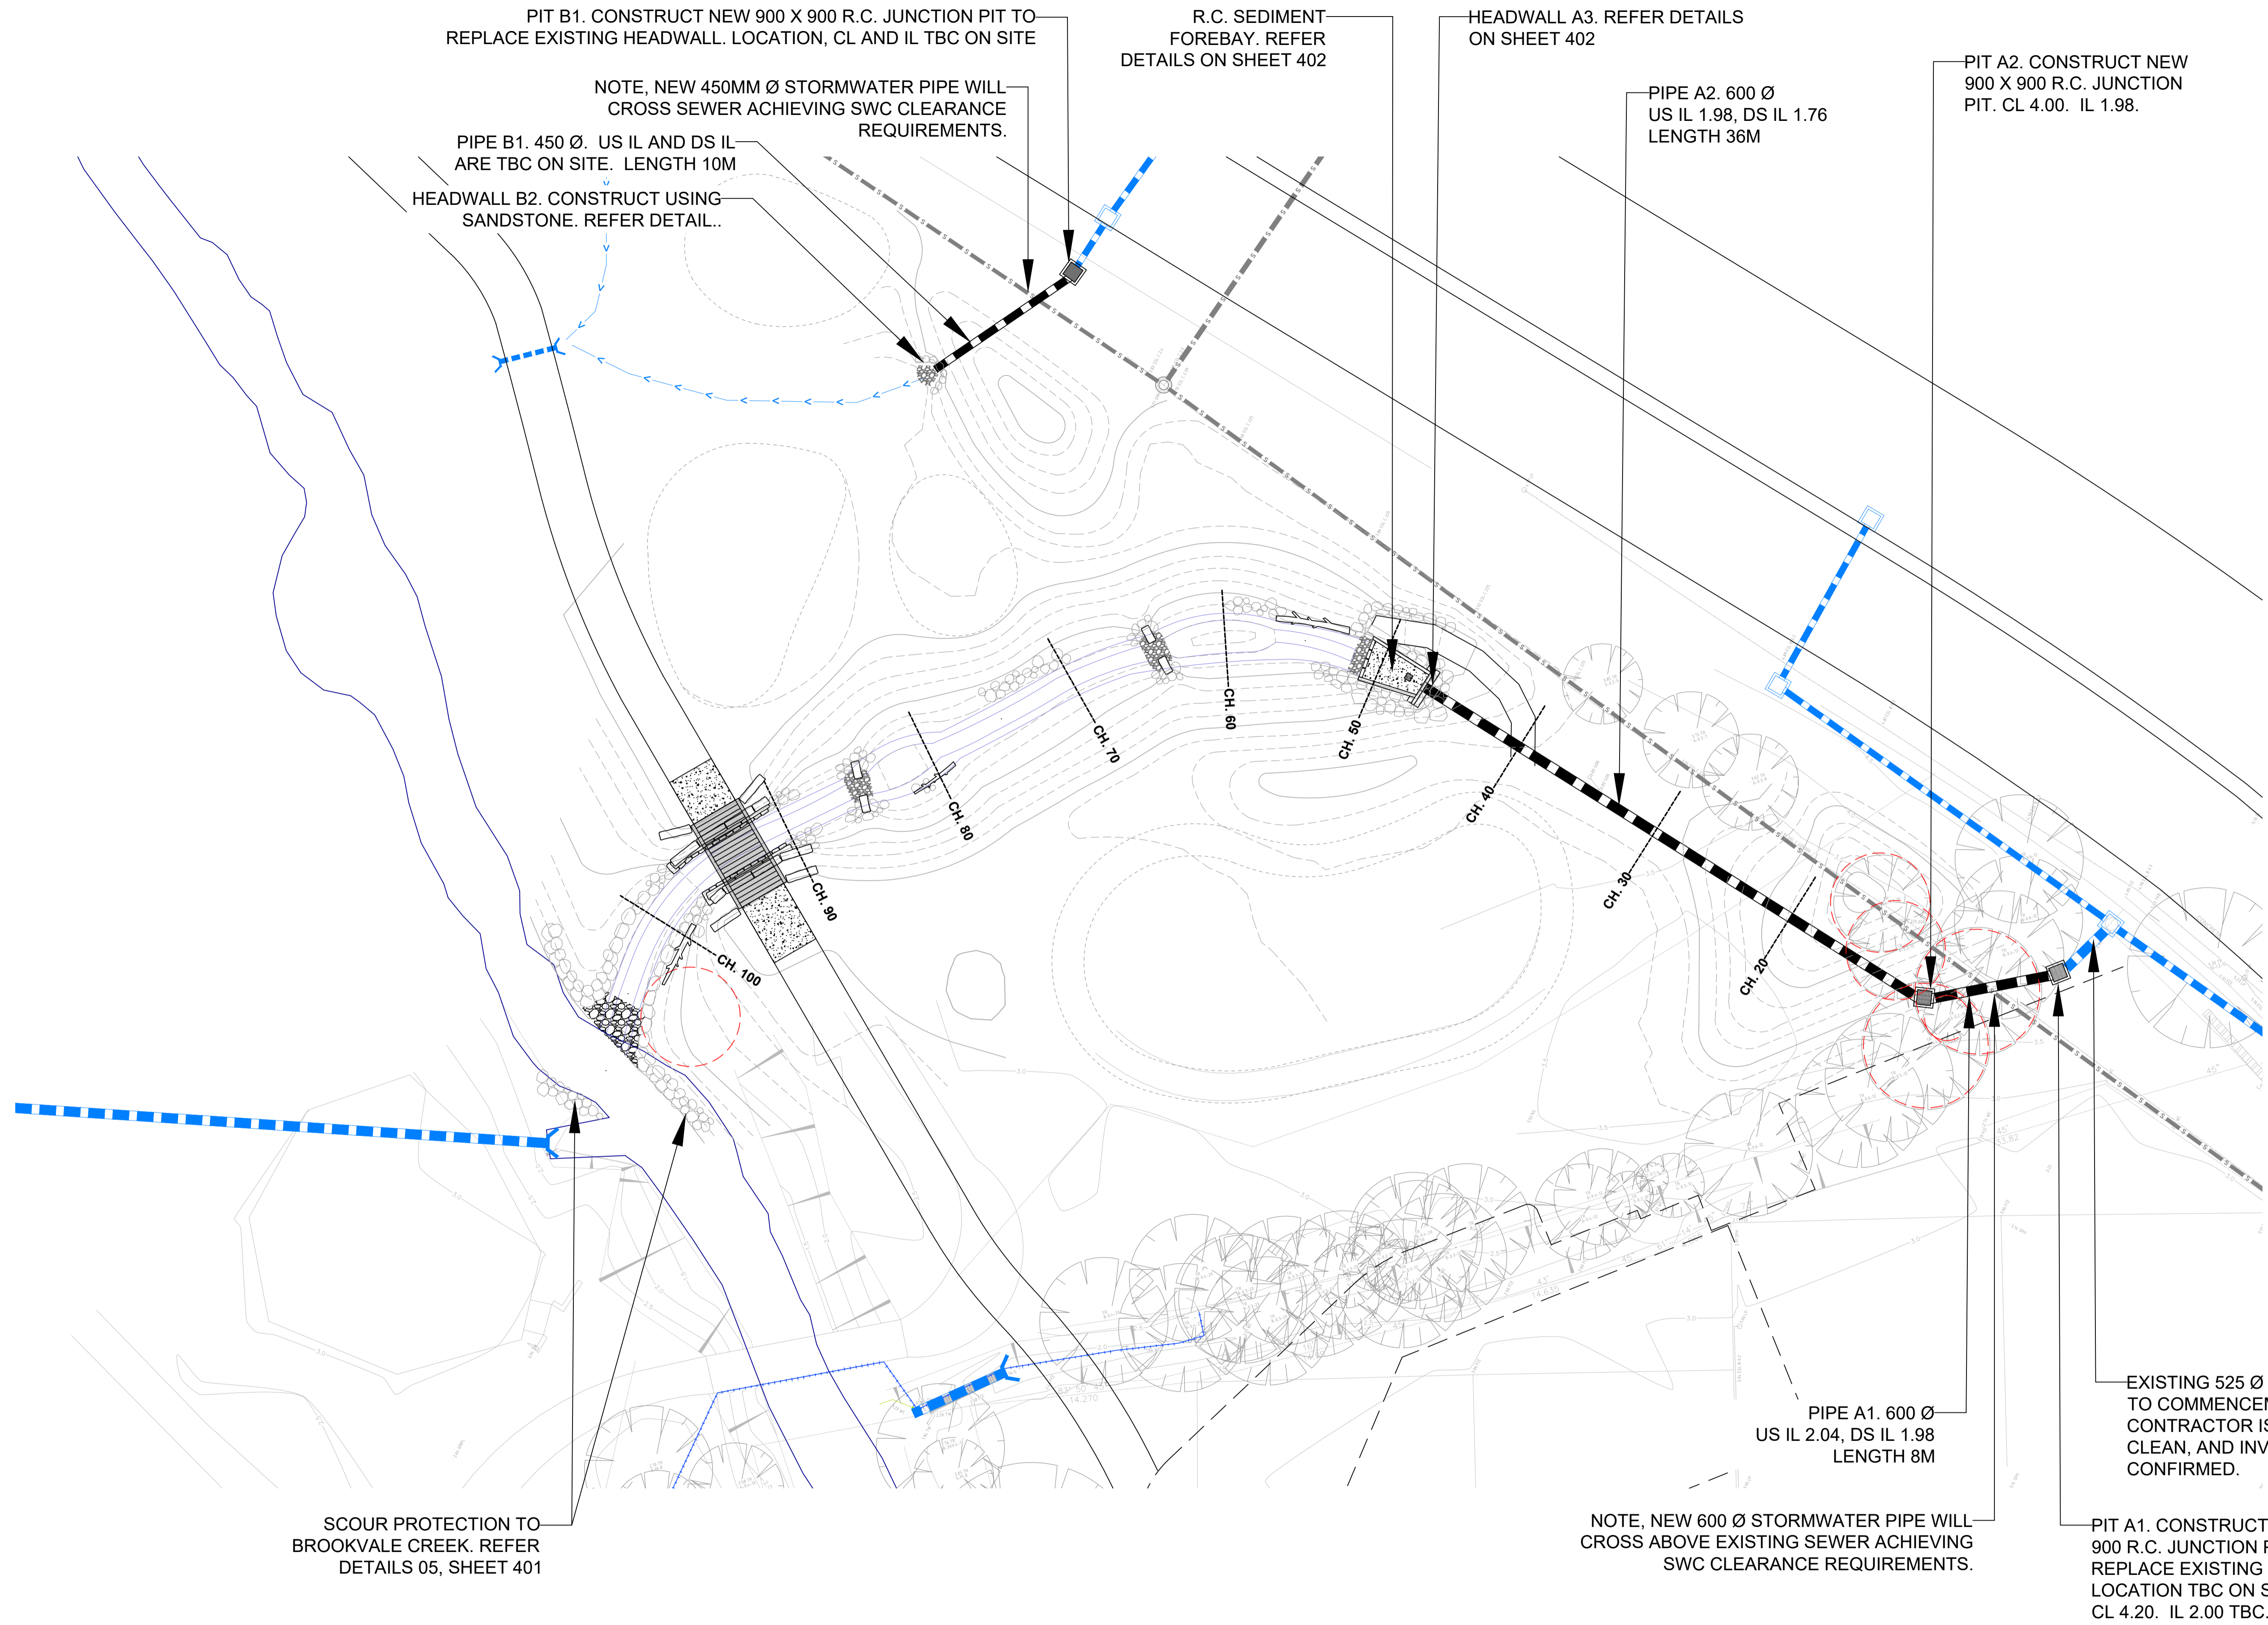 PIT B1. CONSTRUCT NEW 900 X 900 R.C. JUNCTION PIT TO
REPLACE EXISTING HEADWALL. LOCATION, CL AND IL TBC ON SITE
R.C. SEDIMENT
FOREBAY. REFER
DETAILS ON SHEET 402
HEADWALL A3. REFER DETAILS
ON SHEET 402
PIT A2. CONSTRUCT NEW
900 X 900 R.C. JUNCTION
PIT. CL 4.00. IL 1.98.
NOTE, NEW 450MM Ø STORMWATER PIPE WILL
CROSS SEWER ACHIEVING SWC CLEARANCE
REQUIREMENTS.
PIPE A2. 600 Ø
US IL 1.98, DS IL 1.76
LENGTH 36M
PIPE B1. 450 Ø. US IL AND DS IL
ARE TBC ON SITE. LENGTH 10M
HEADWALL B2. CONSTRUCT USING
SANDSTONE. REFER DETAIL..
CH. 60
CH. 50
CH. 70
CH. 40
CH. 80
CH. 30
CH. 90
CH. 20
CH. 100
EXISTING 525 Ø
TO COMMENCEM
CONTRACTOR IS
CLEAN, AND INV
CONFIRMED.
PIPE A1. 600 Ø
US IL 2.04, DS IL 1.98
LENGTH 8M
NOTE, NEW 600 Ø STORMWATER PIPE WILL
CROSS ABOVE EXISTING SEWER ACHIEVING
SWC CLEARANCE REQUIREMENTS.
PIT A1. CONSTRUCT
900 R.C. JUNCTION P
REPLACE EXISTING
LOCATION TBC ON S
CL 4.20. IL 2.00 TBC.
SCOUR PROTECTION TO
BROOKVALE CREEK. REFER
DETAILS 05, SHEET 401